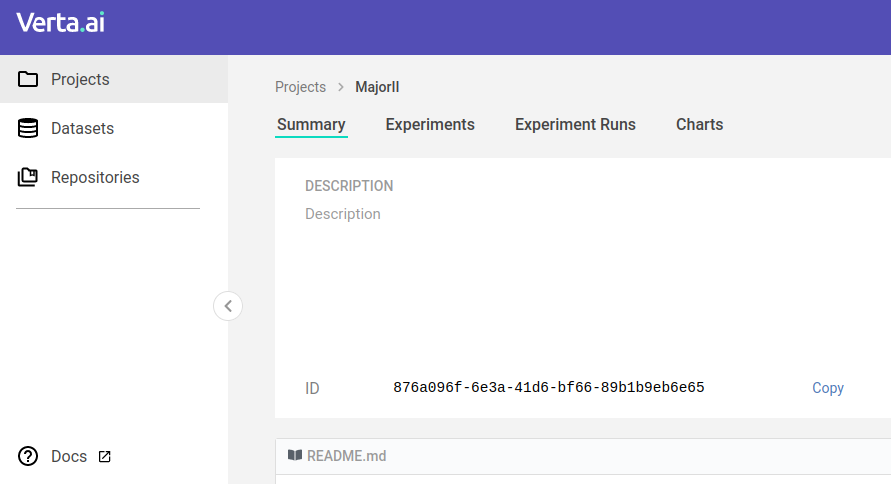 Verta.ai
Projects
Datasets
Repositories
Docs
Projects > MajorII
Summary Experiments Experiment Runs Charts
DESCRIPTION
Description
ID 876a096f-6e3a-41d6-bf66-89b1b9eb6e65 Copy
README.md